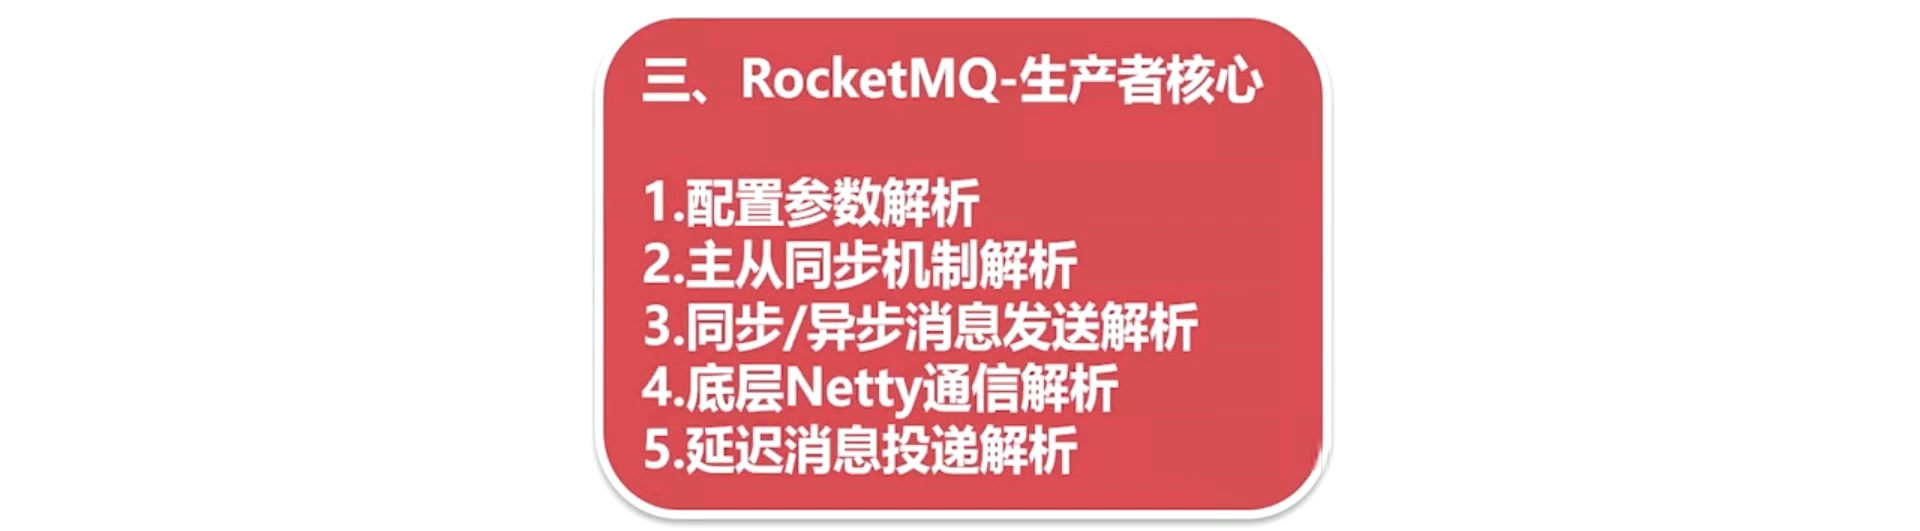 三、RocketMQ-生产者核心
1.配置参数解析
2.主从同步机制解析
3.同步/异步消息发送解析
4.底层Netty通信解析
5.延迟消息投递解析